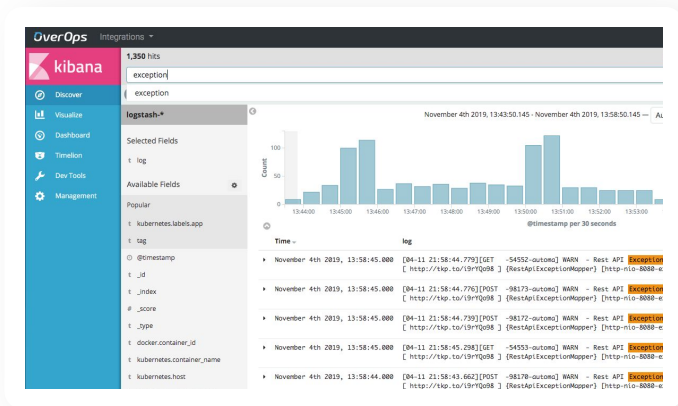 OverOps Integrations
kibana
Discover
Visualize
Dashboard
Timelion
Dev Tools
Management
1,350 hits
exception
exception
logstash-*
Selected Fields
t log
Available Fields
Popular
t kubernetes.labels.app
t tag
@timestamp
t _id
t _index
# _score
t _type
t docker.container_id
t kubernetes.container_name
t kubernetes.host
November 4th 2019, 13:43:50.145 - November 4th 2019, 13:58:50.145 —
Count
100
50
0
13:44:00 13:45:00 13:46:00 13:47:00 13:48:00 13:49:00 13:50:00 13:51:00 13:52:00 13:53:00
@timestamp per 30 seconds
Time log
November 4th 2019, 13:58:45.000 [04-11 21:58:44.779][GET -54552-automa] WARN - Rest API Exception
[ http://tkp.to/i9rYQo98 ] {RestApiExceptionMapper} [http-nio-8080-e
November 4th 2019, 13:58:45.000 [04-11 21:58:44.776][POST -98173-automa] WARN - Rest API Exception
[ http://tkp.to/i9rYQo98 ] {RestApiExceptionMapper} [http-nio-8080-e
November 4th 2019, 13:58:45.000 [04-11 21:58:44.739][POST -98172-automa] WARN - Rest API Exception
[ http://tkp.to/i9rYQo98 ] {RestApiExceptionMapper} [http-nio-8080-e
November 4th 2019, 13:58:45.000 [04-11 21:58:45.298][GET -54553-automa] WARN - Rest API Exception
[ http://tkp.to/i9rYQo98 ] {RestApiExceptionMapper} [http-nio-8080-e
November 4th 2019, 13:58:44.000 [04-11 21:58:43.662][POST -98170-automa] WARN - Rest API Exception
[ http://tkp.to/i9rYQo98 ] {RestApiExceptionMapper} [http-nio-8080-e